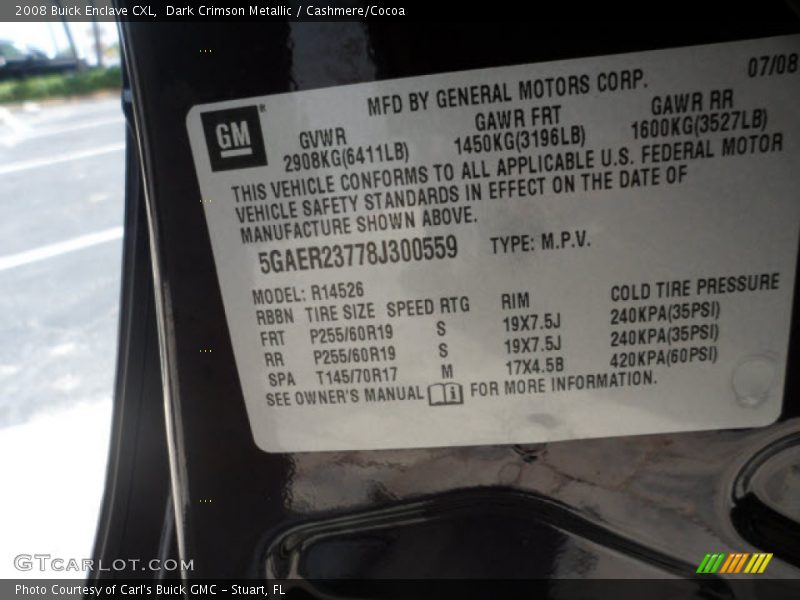 2008 Buick Enclave CXL, Dark Crimson Metallic / Cashmere/Cocoa
07/08
GM
MFD BY GENERAL MOTORS CORP.
GVWR GAWR FRT GAWR RR
2908KG(6411LB) 1450KG(3196LB) 1600KG(3527LB)
THIS VEHICLE CONFORMS TO ALL APPLICABLE U.S. FEDERAL MOTOR
VEHICLE SAFETY STANDARDS IN EFFECT ON THE DATE OF
MANUFACTURE SHOWN ABOVE.
5GAER23778J300559 TYPE: M.P.V.
MODEL: R14526
RBBN TIRE SIZE SPEED RTG RIM COLD TIRE PRESSURE
FRT P255/60R19 S 19X7.5J 240KPA(35PSI)
RR P255/60R19 S 19X7.5J 240KPA(35PSI)
SPA T145/70R17 M 17X4.5B 420KPA(60PSI)
SEE OWNER'S MANUAL i FOR MORE INFORMATION.
GTCARLOT.COM
Photo Courtesy of Carl's Buick GMC - Stuart, FL